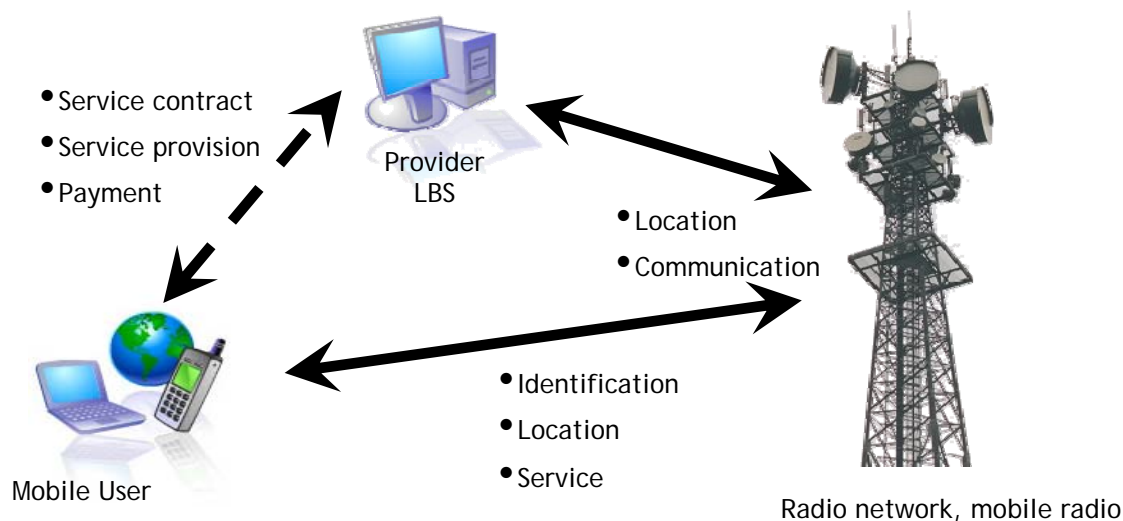 • Service contract
• Service provision
• Payment
Provider
LBS
• Location
• Communication
• Identification
• Location
• Service
Mobile User
Radio network, mobile radio